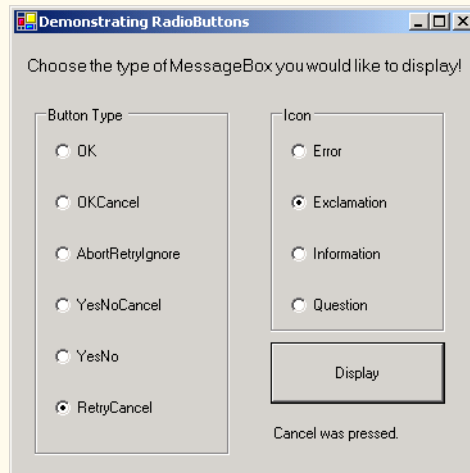 Demonstrating RadioButtons
Choose the type of MessageBox you would like to display!
Button Type
OK
OKCancel
AbortRetryIgnore
YesNoCancel
YesNo
RetryCancel
Icon
Error
Exclamation
Information
Question
Display
Cancel was pressed.